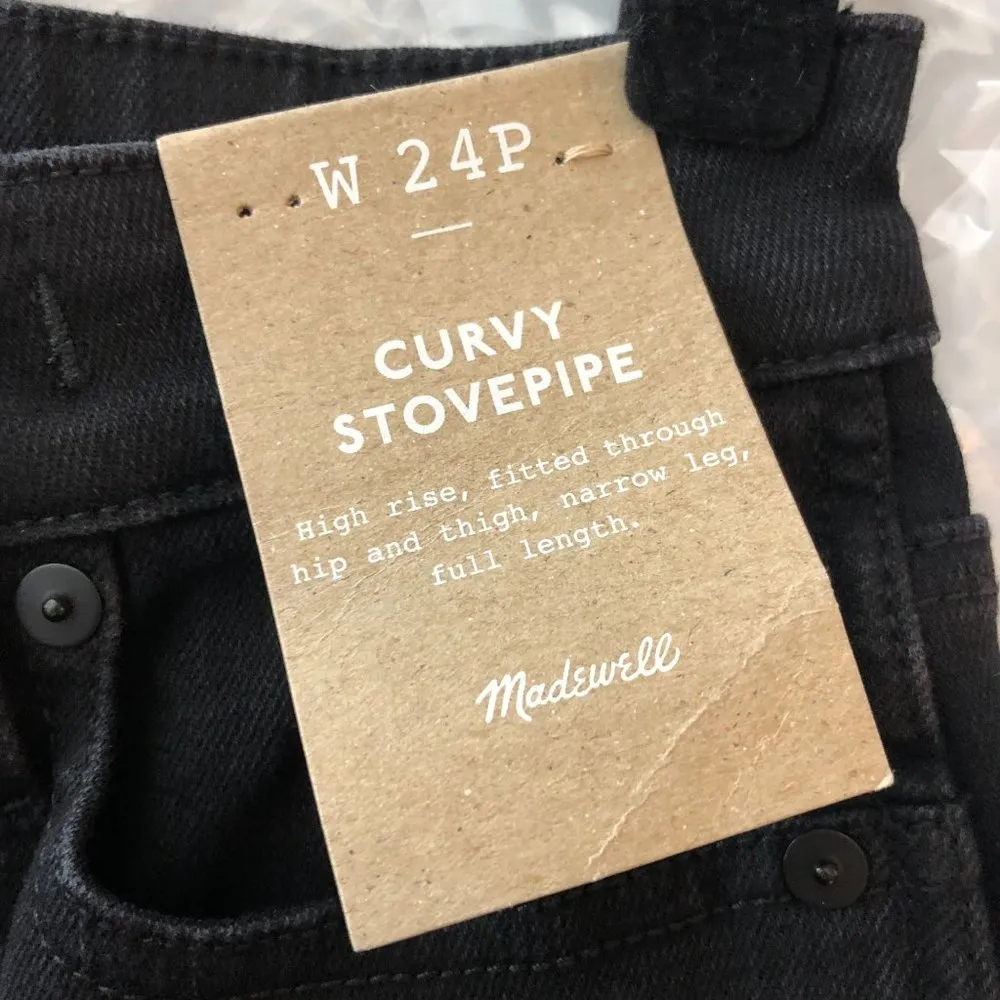 W 24P
CURVY
STOVEPIPE
High rise, fitted through
hip and thigh, narrow leg,
full length.
Madewell